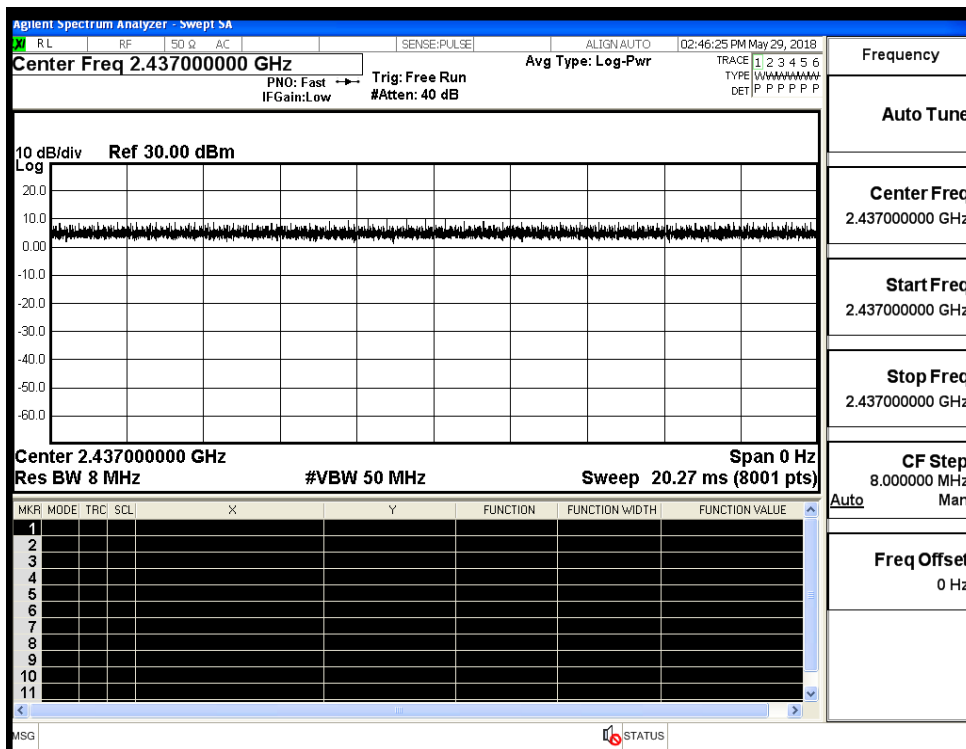 Agilent Spectrum Analyzer - Swept SA
RL RF 50 Ω AC SENSE:PULSE ALIGN AUTO 02:46:25 PM May 29, 2018
Center Freq 2.437000000 GHz
PNO: Fast
IFGain:Low
Trig: Free Run
#Atten: 40 dB
Avg Type: Log-Pwr
TRACE 1 2 3 4 5 6
TYPE WWWWWW
DET P P P P P P
10 dB/div Ref 30.00 dBm
Log
20.0
10.0
0.00
-10.0
-20.0
-30.0
-40.0
-50.0
-60.0
Center 2.437000000 GHz Span 0 Hz
Res BW 8 MHz #VBW 50 MHz Sweep 20.27 ms (8001 pts)
MKR MODE TRC SCL X Y FUNCTION FUNCTION WIDTH FUNCTION VALUE
1
2
3
4
5
6
7
8
9
10
11
MSG STATUS
Frequency
Auto Tune
Center Freq
2.437000000 GHz
Start Freq
2.437000000 GHz
Stop Freq
2.437000000 GHz
CF Step
8.000000 MHz
Auto Man
Freq Offset
0 Hz